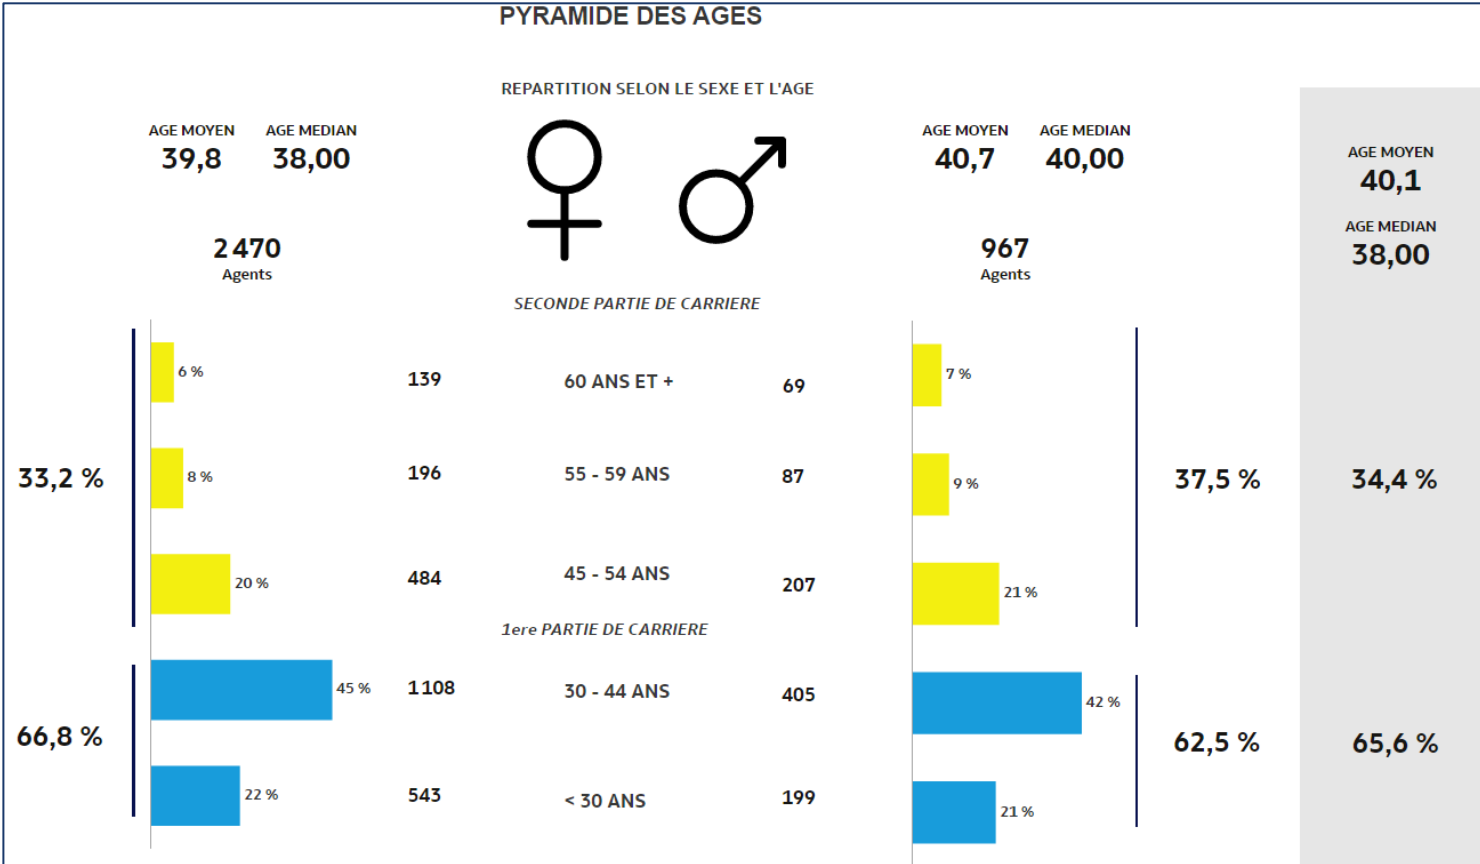 PYRAMIDE DES AGES
REPARTITION SELON LE SEXE ET L'AGE
AGE MOYEN AGE MEDIAN
39,8 38,00
2 470
Agents
AGE MOYEN AGE MEDIAN
40,7 40,00
967
Agents
AGE MOYEN
40,1
AGE MEDIAN
38,00
SECONDE PARTIE DE CARRIERE
6 % 139 60 ANS ET + 69 7 %
33,2 % 8 % 196 55 - 59 ANS 87 9 % 37,5 % 34,4 %
20 % 484 45 - 54 ANS 207 21 %
1ere PARTIE DE CARRIERE
45 % 1108 30 - 44 ANS 405 42 %
66,8 % 62,5 % 65,6 %
22 % 543 < 30 ANS 199 21 %